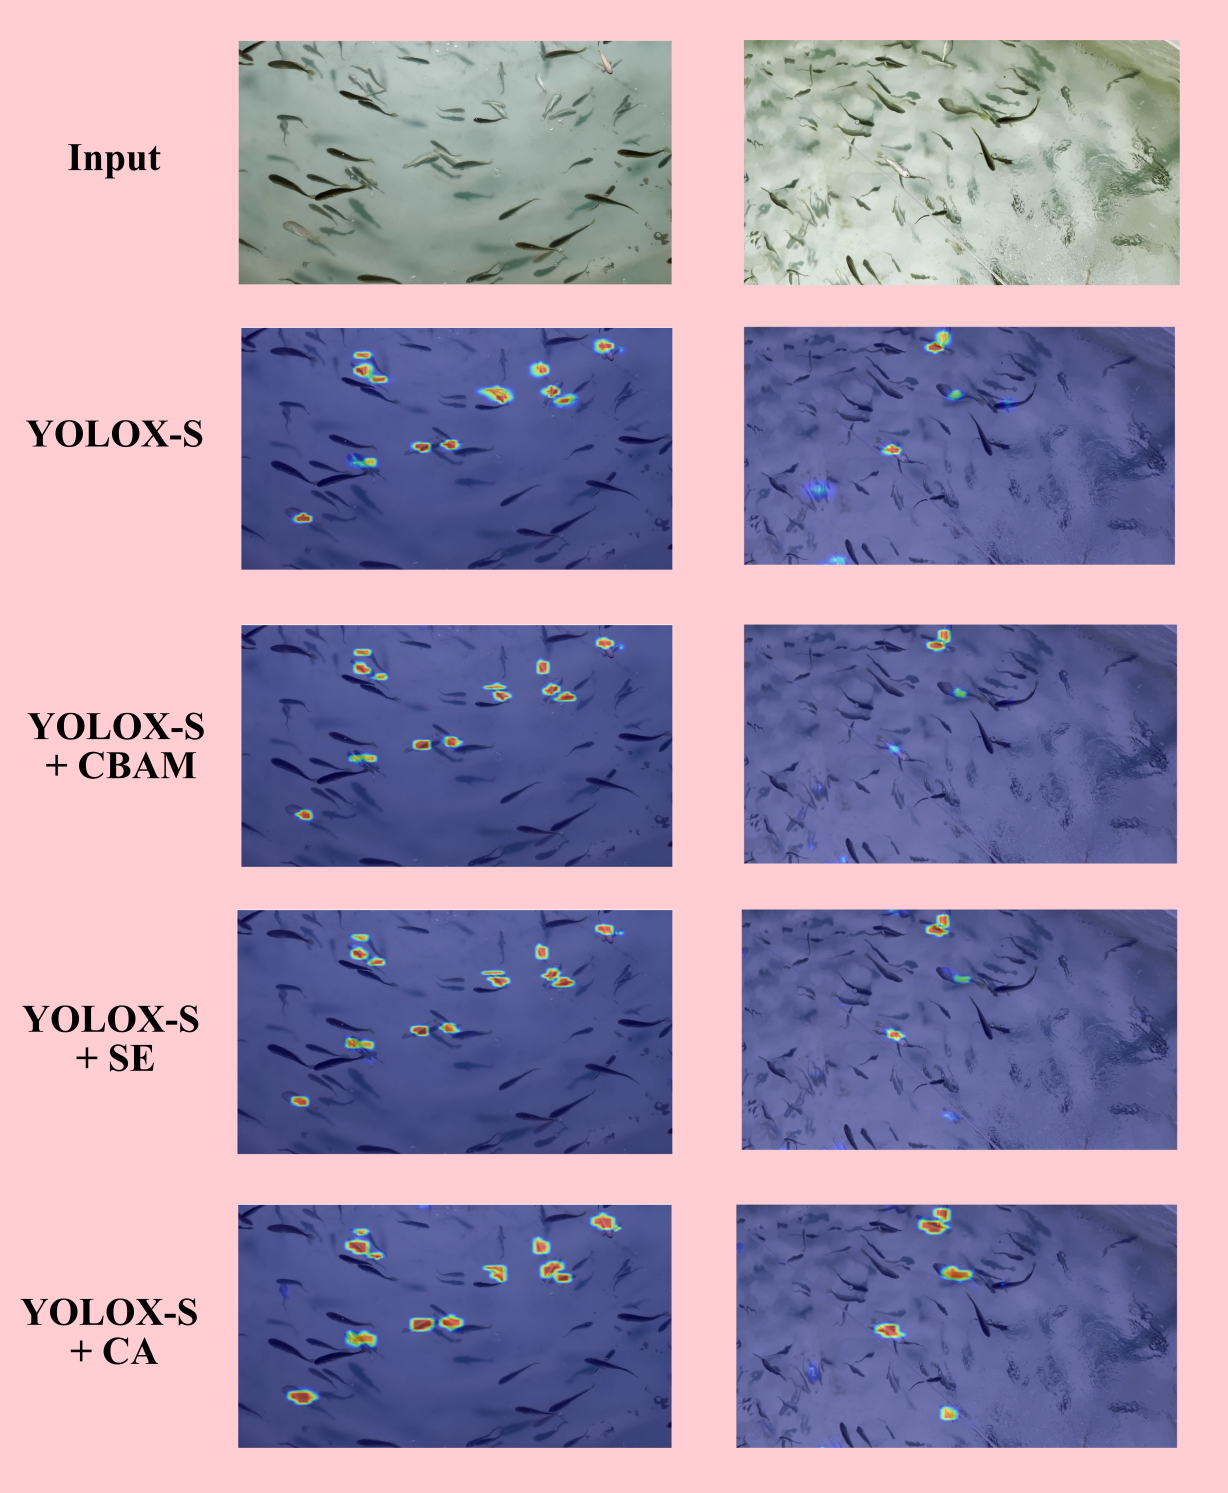 Input
YOLOX-S
YOLOX-S
+ CBAM
YOLOX-S
+ SE
YOLOX-S
+ CA